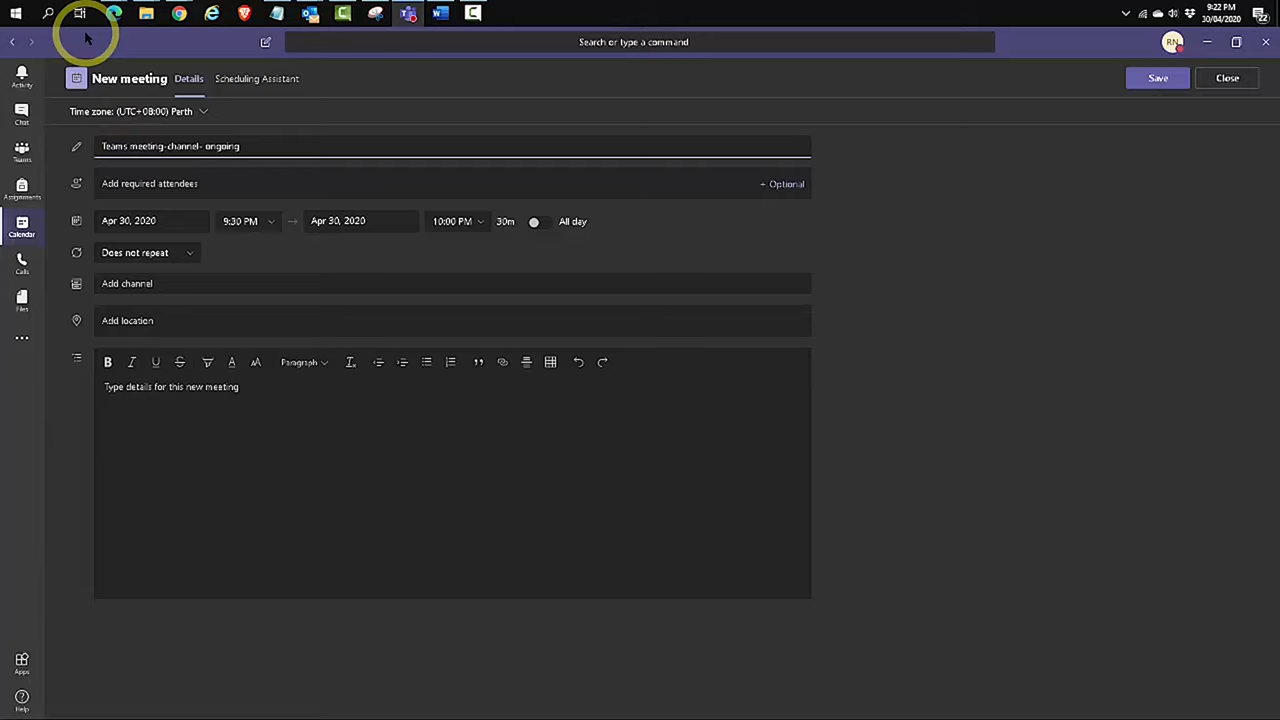 9:22 PM
30/04/2020
22
Search or type a command
RN
Activity
Chat
Teams
Assignments
Calendar
Calls
Files
Apps
Help
New meeting Details Scheduling Assistant
Save Close
Time zone: (UTC+08:00) Perth
Teams meeting-channel- ongoing
Add required attendees + Optional
Apr 30, 2020 9:30 PM → Apr 30, 2020 10:00 PM 30m All day
Does not repeat
Add channel
Add location
B I U Paragraph
Type details for this new meeting